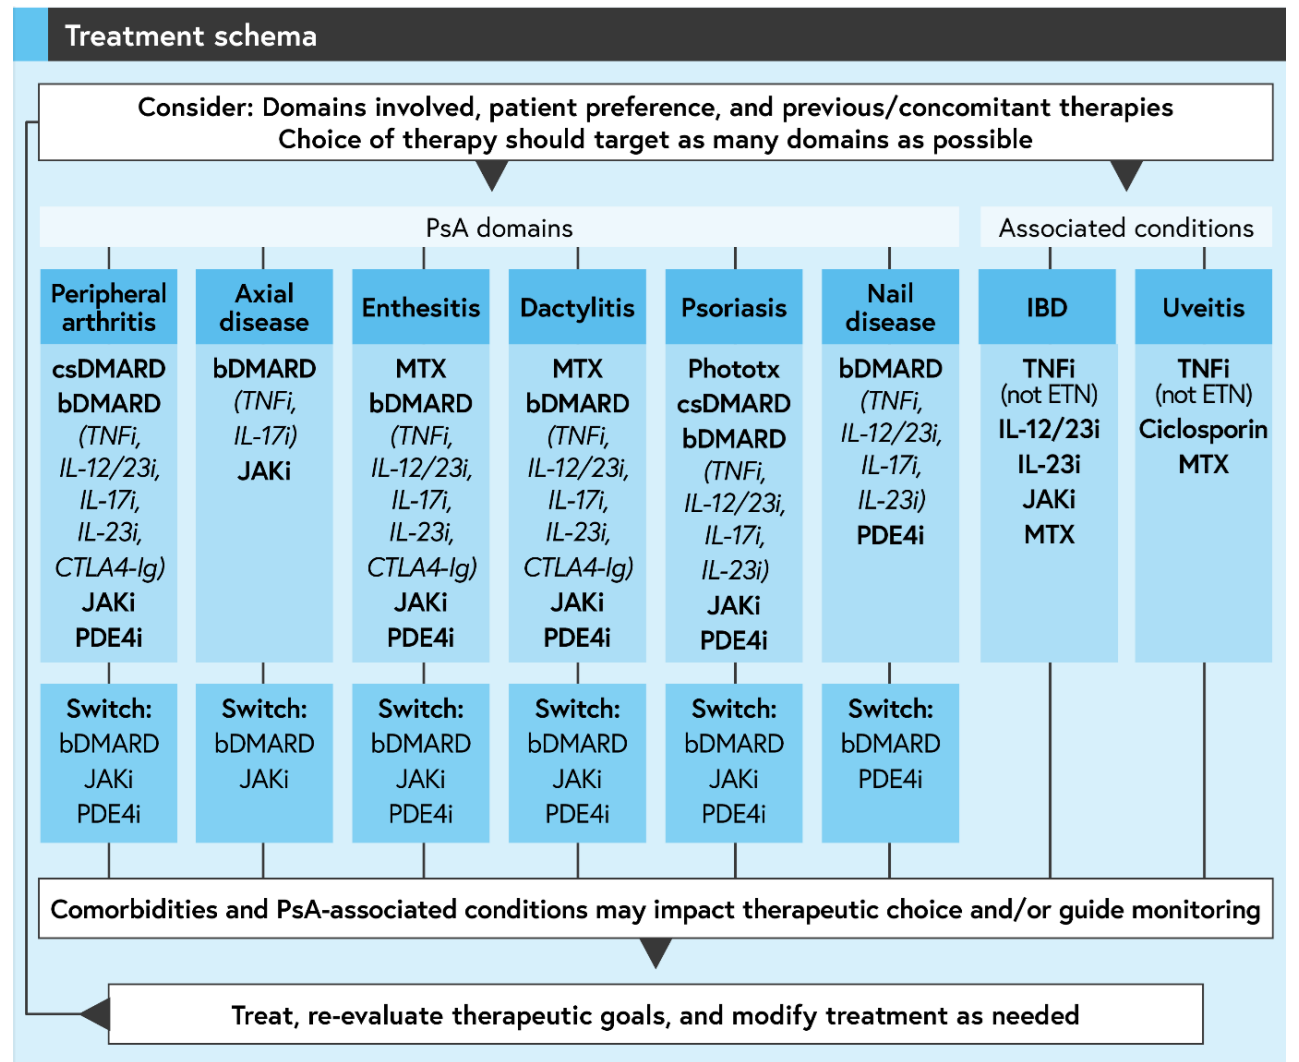 Treatment schema
Consider: Domains involved, patient preference, and previous/concomitant therapies
Choice of therapy should target as many domains as possible
PsA domains
Associated conditions
Peripheral
arthritis
csDMARD
bDMARD
(TNFi,
IL-12/23i,
IL-17i,
IL-23i,
CTLA4-Ig)
JAKi
PDE4i
Switch:
bDMARD
JAKi
PDE4i
Axial
disease
bDMARD
(TNFi,
IL-17i)
JAKi
Switch:
bDMARD
JAKi
Enthesitis
MTX
bDMARD
(TNFi,
IL-12/23i,
IL-17i,
IL-23i,
CTLA4-Ig)
JAKi
PDE4i
Switch:
bDMARD
JAKi
PDE4i
Dactylitis
MTX
bDMARD
(TNFi,
IL-12/23i,
IL-17i,
IL-23i,
CTLA4-Ig)
JAKi
PDE4i
Switch:
bDMARD
JAKi
PDE4i
Psoriasis
Phototx
csDMARD
bDMARD
(TNFi,
IL-12/23i,
IL-17i,
IL-23i)
JAKi
PDE4i
Switch:
bDMARD
JAKi
PDE4i
Nail
disease
bDMARD
(TNFi,
IL-12/23i,
IL-17i,
IL-23i)
PDE4i
Switch:
bDMARD
PDE4i
IBD
TNFi
(not ETN)
IL-12/23i
IL-23i
JAKi
MTX
Uveitis
TNFi
(not ETN)
Ciclosporin
MTX
Comorbidities and PsA-associated conditions may impact therapeutic choice and/or guide monitoring
Treat, re-evaluate therapeutic goals, and modify treatment as needed